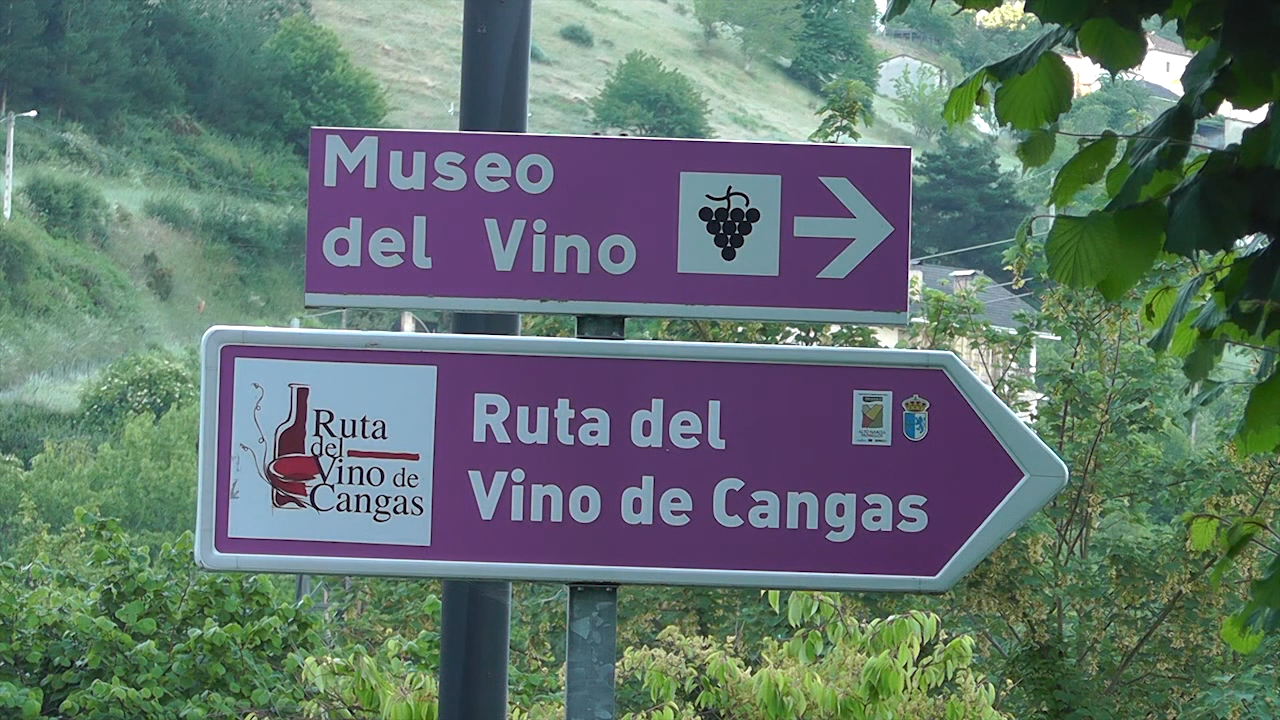 Museo
del Vino
Ruta
del
Vino de
Cangas
Ruta del
Vino de Cangas